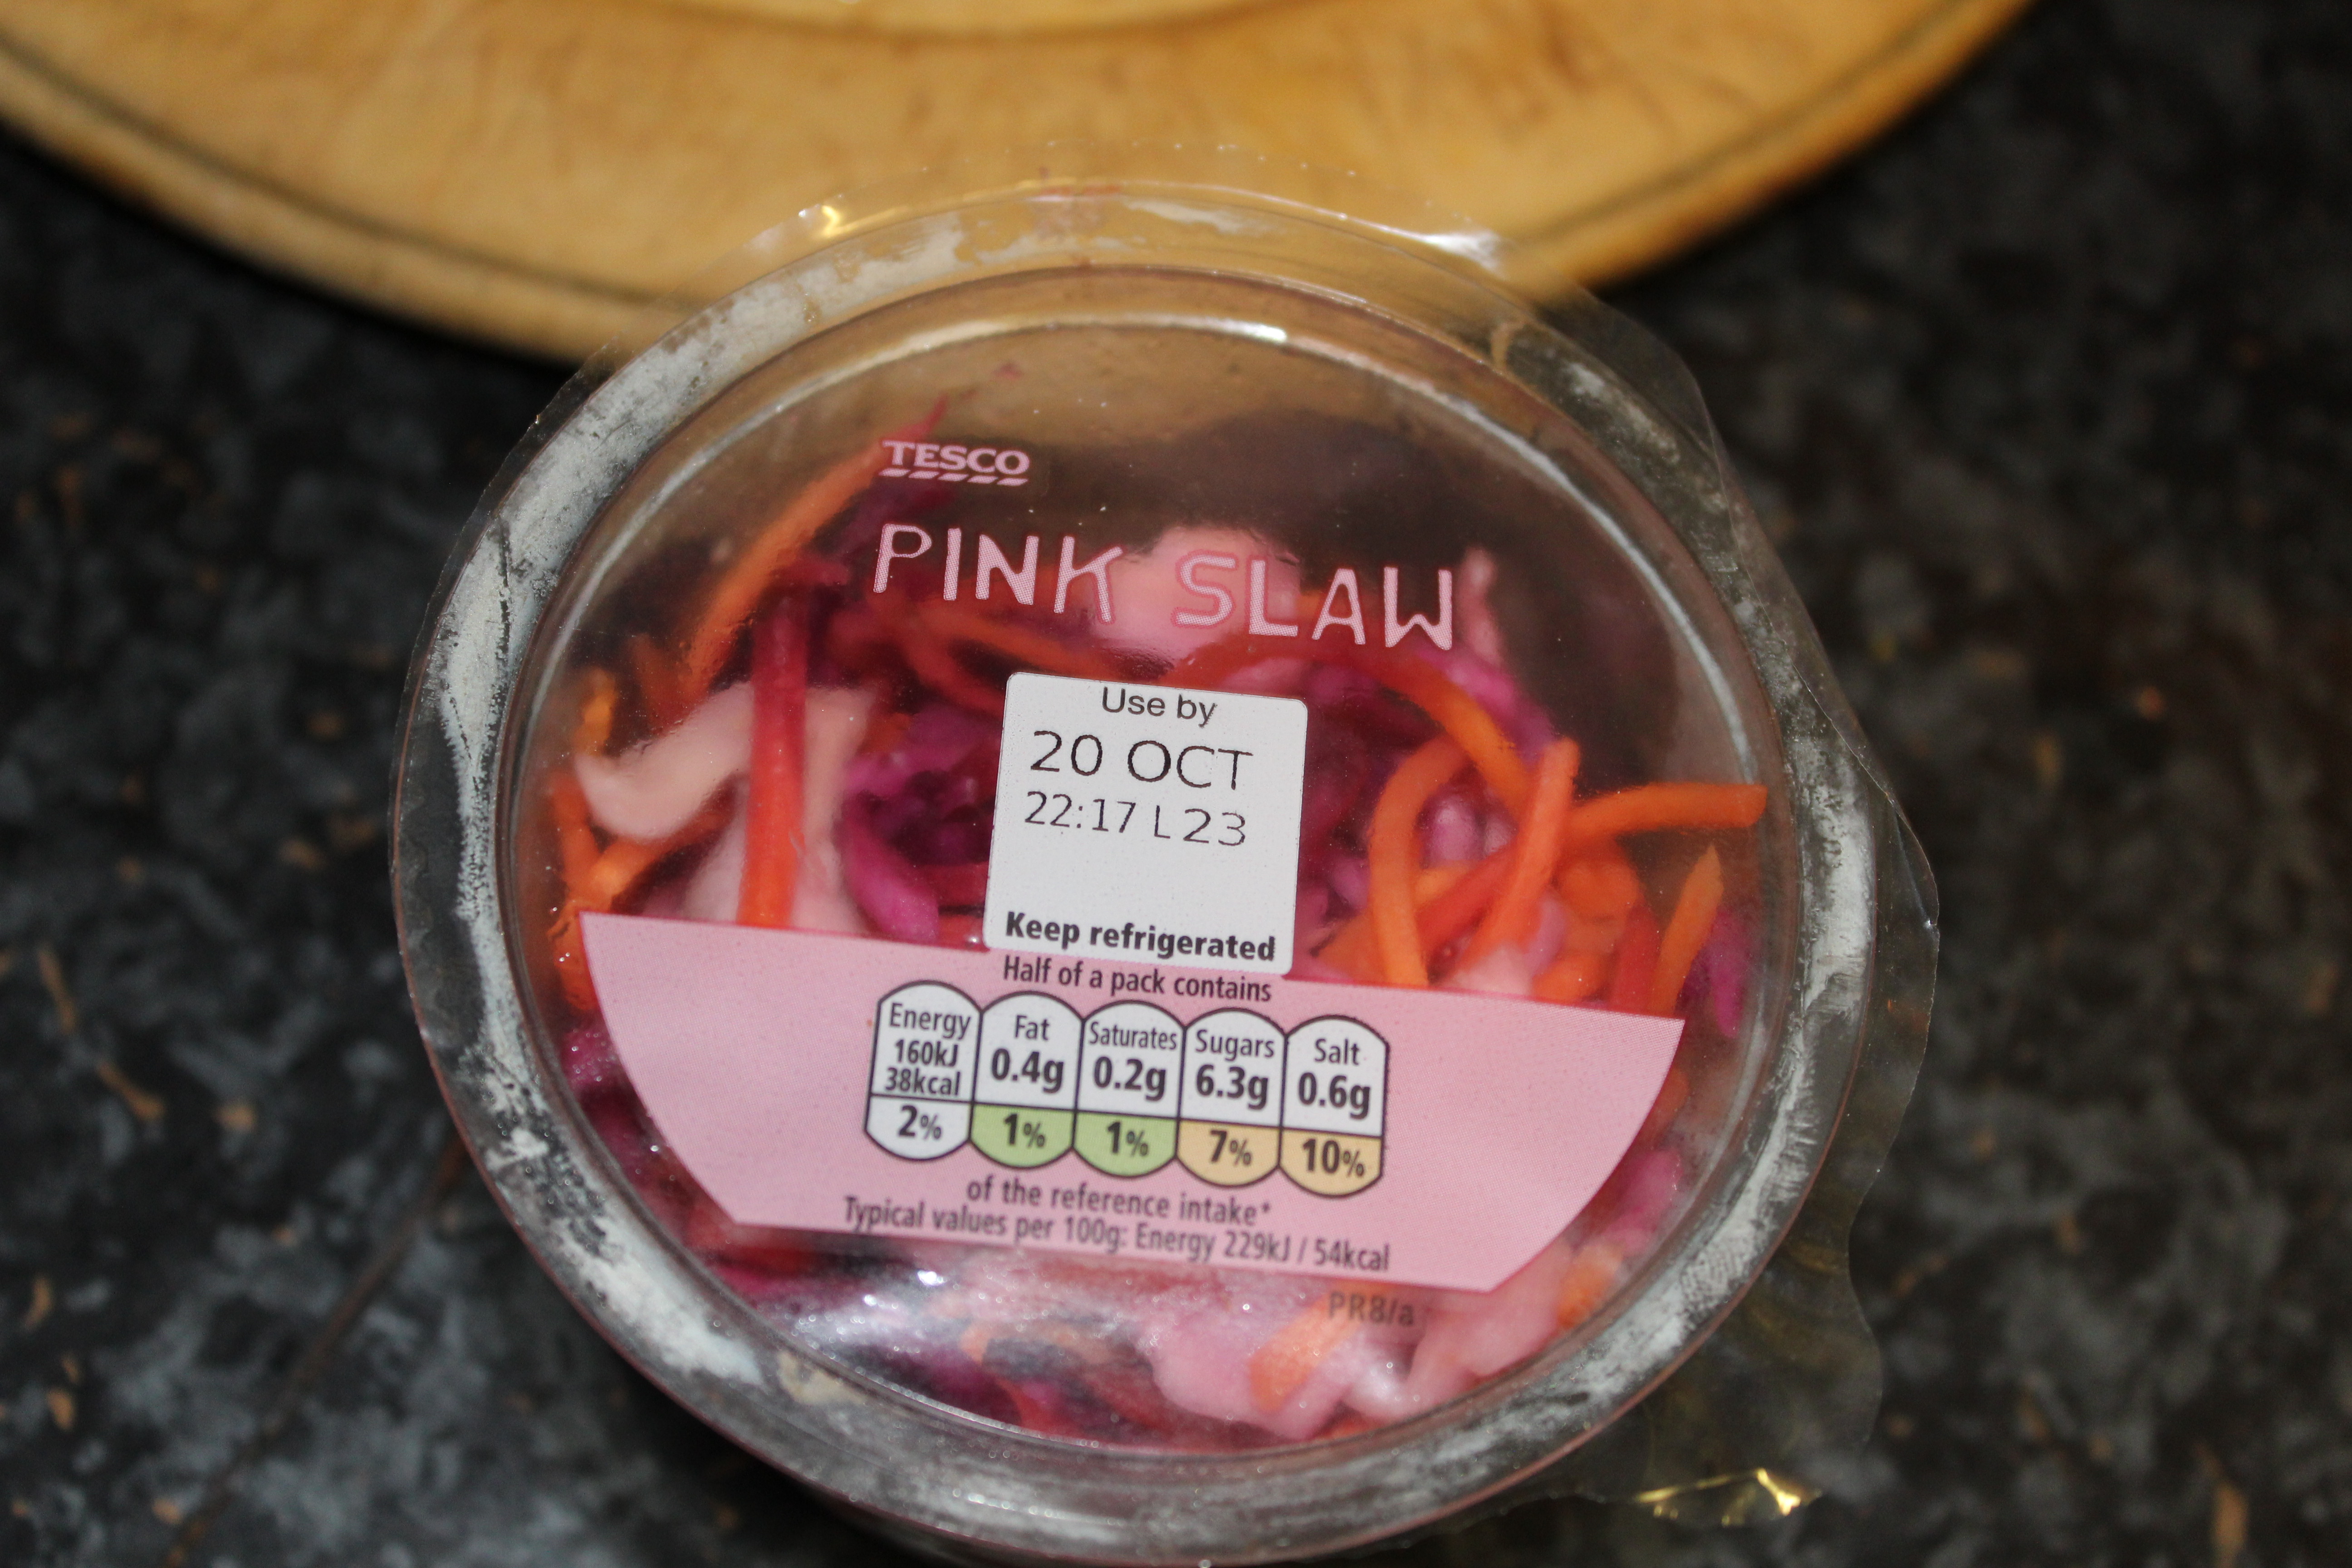 TESCO
PINK SLAW
Use by
20 OCT
22:17 L 23
Keep refrigerated
Half of a pack contains
Energy 160kJ 38kcal 2%
Fat 0.4g 1%
Saturates 0.2g 1%
Sugars 6.3g 7%
Salt 0.6g 10%
of the reference intake*
Typical values per 100g: Energy 229kJ / 54kcal
PR8/a